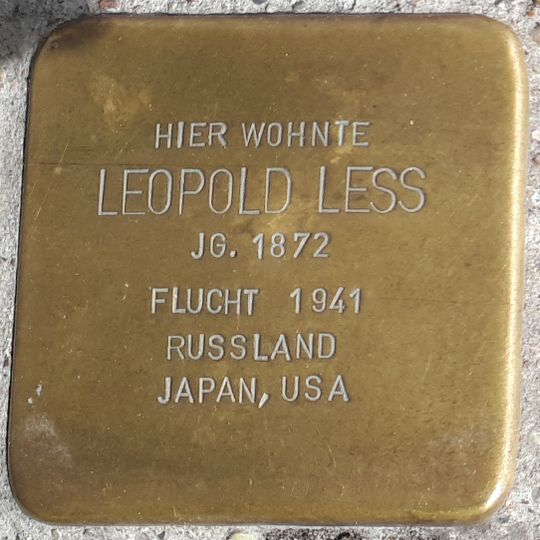 HIER WOHNTE
LEOPOLD LESS
JG. 1872
FLUCHT 1941
RUSSLAND
JAPAN, USA